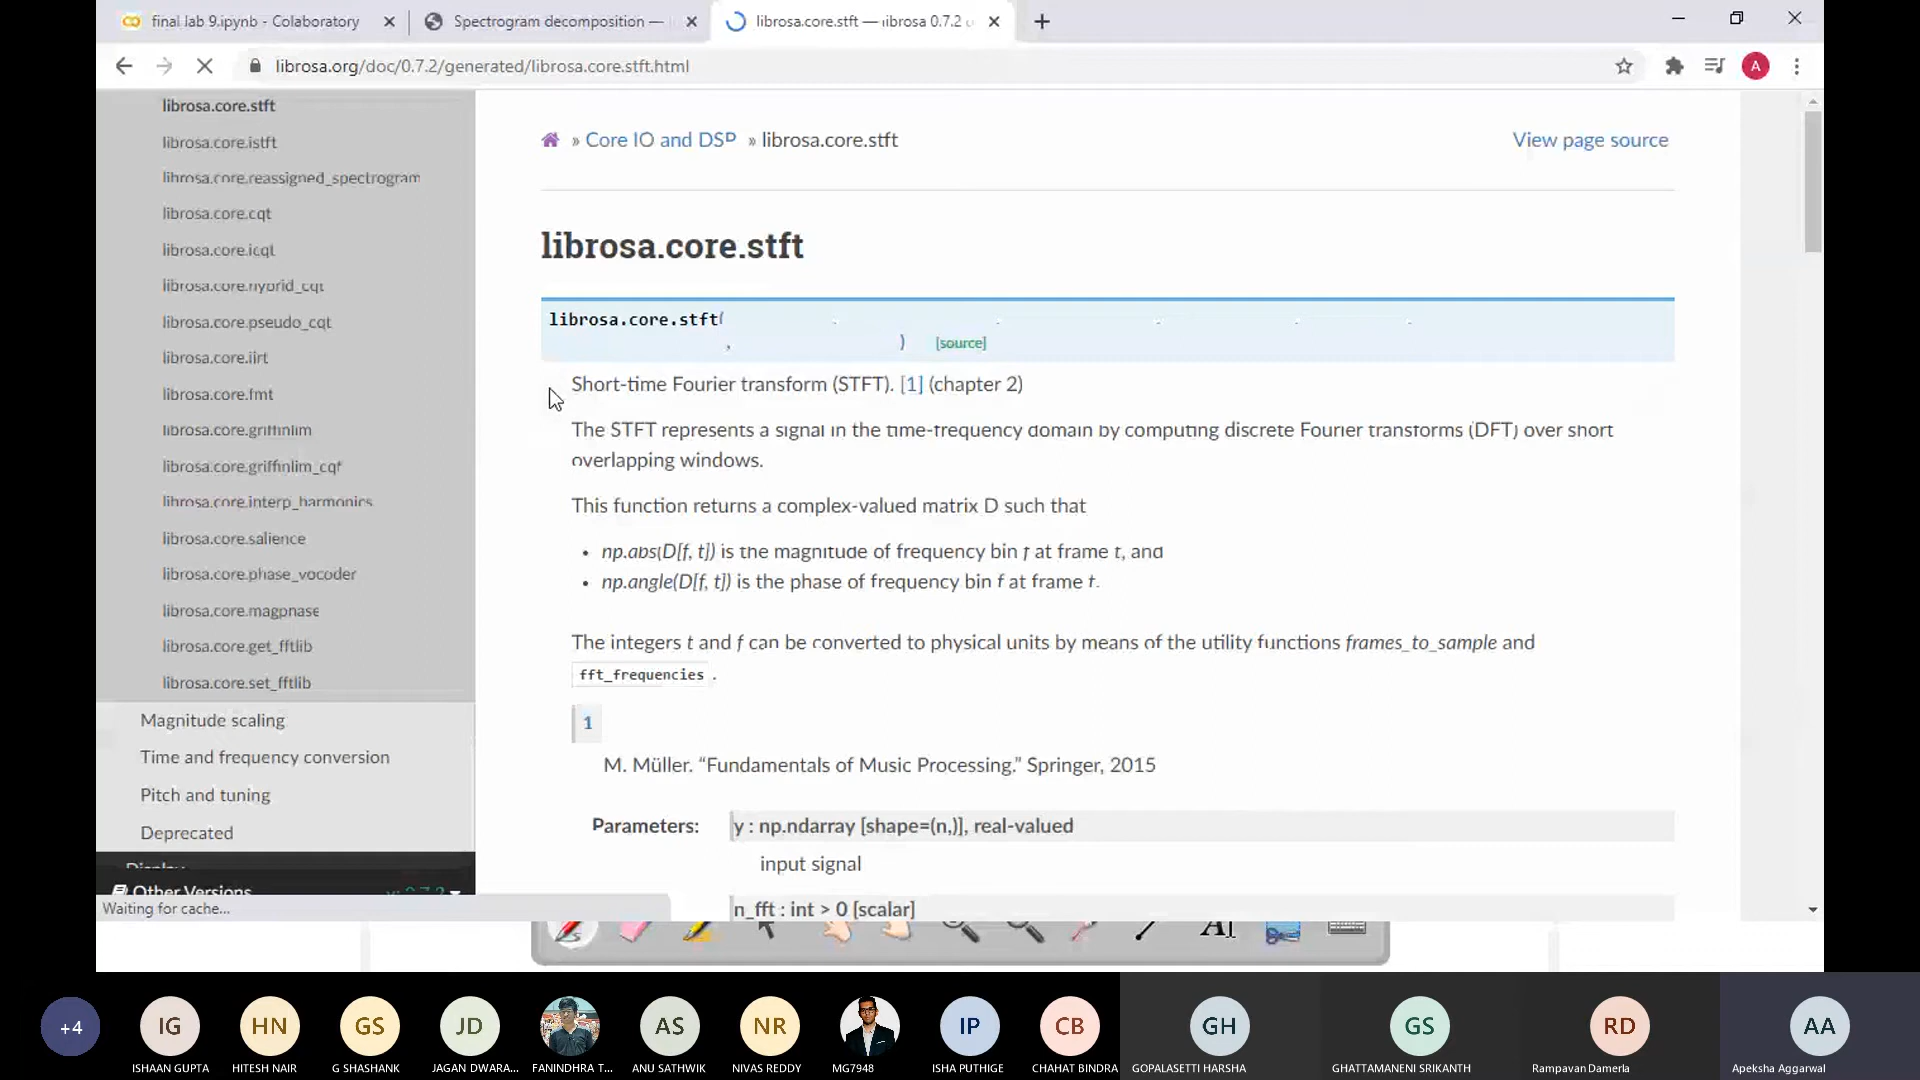 final lab 9.ipynb - Colaboratory
Spectrogram decomposition —
librosa.core.stft — librosa 0.7.2
librosa.org/doc/0.7.2/generated/librosa.core.stft.html
A
librosa.core.stft
librosa.core.istft
librosa.core.reassigned_spectrogram
librosa.core.cqt
librosa.core.icqt
librosa.core.hybrid_cqt
librosa.core.pseudo_cqt
librosa.core.iirt
librosa.core.fmt
librosa.core.griffinlim
librosa.core.griffinlim_cqt
librosa.core.interp_harmonics
librosa.core.salience
librosa.core.phase_vocoder
librosa.core.magphase
librosa.core.get_fftlib
librosa.core.set_fftlib
Magnitude scaling
Time and frequency conversion
Pitch and tuning
Deprecated
Display
Other Versions v: 0.7.2
Waiting for cache...
» Core IO and DSP » librosa.core.stft
View page source
librosa.core.stft
librosa.core.stft(
, ) [source]
Short-time Fourier transform (STFT). [1] (chapter 2)
The STFT represents a signal in the time-frequency domain by computing discrete Fourier transforms (DFT) over short
overlapping windows.
This function returns a complex-valued matrix D such that
• np.abs(D[f, t]) is the magnitude of frequency bin f at frame t, and
• np.angle(D[f, t]) is the phase of frequency bin f at frame t.
The integers t and f can be converted to physical units by means of the utility functions frames_to_sample and
fft_frequencies .
1
M. Müller. “Fundamentals of Music Processing.” Springer, 2015
Parameters: y : np.ndarray [shape=(n,)], real-valued
input signal
n_fft : int > 0 [scalar]
+4 IG HN GS JD AS NR IP CB GH GS RD AA
ISHAAN GUPTA HITESH NAIR G SHASHANK JAGAN DWARA... FANINDHRA T... ANU SATHWIK NIVAS REDDY MG7948 ISHA PUTHIGE CHAHAT BINDRA GOPALASETTI HARSHA GHATTAMANENI SRIKANTH Rampavan Damerla Apeksha Aggarwal